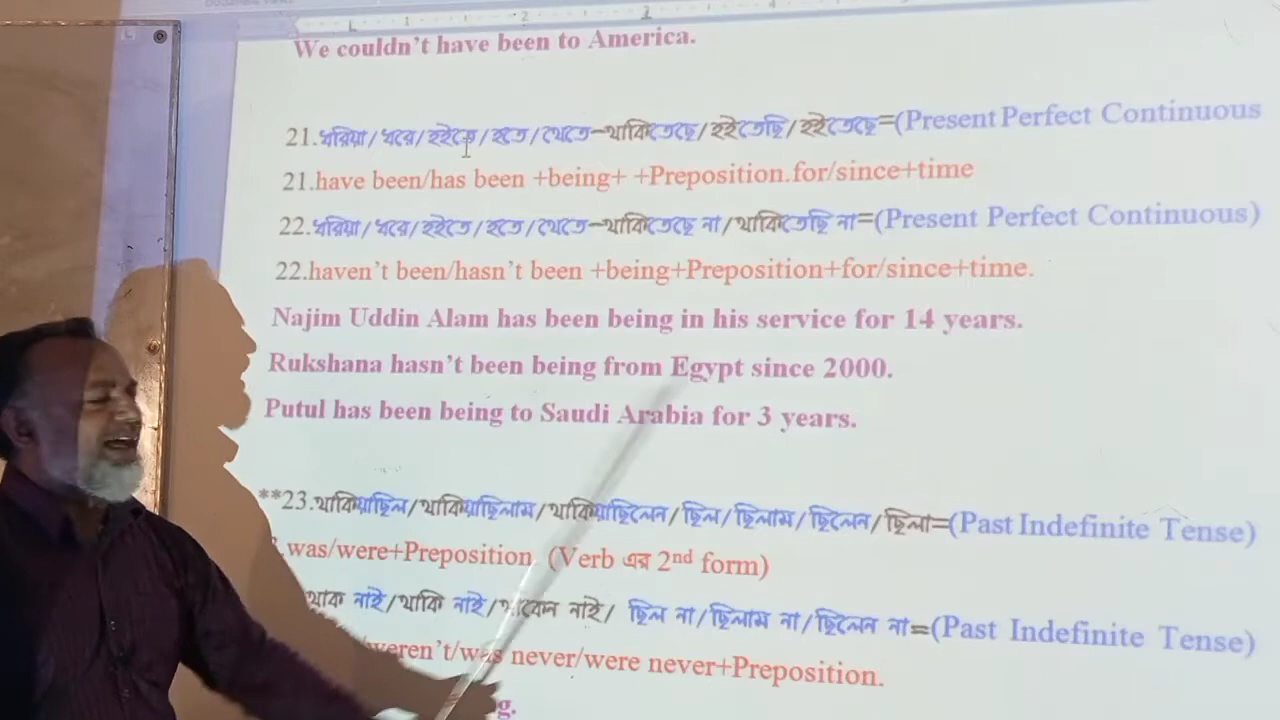 We couldn't have been to America.
21.ধরিয়া/ধরে/হইতে/হতে/থেতে–থাকিতেছে/হইতেছি/হইতেছে=(Present Perfect Continuous
21.have been/has been +being+ +Preposition.for/since+time
22.ধরিয়া/ধরে/হইতে/হতে/থেতে–থাকিতেছে না/থাকিতেছি না=(Present Perfect Continuous)
22.haven't been/hasn't been +being+Preposition+for/since+time.
Najim Uddin Alam has been being in his service for 14 years.
Rukshana hasn't been being from Egypt since 2000.
Putul has been being to Saudi Arabia for 3 years.
**23.থাকিয়াছিল/থাকিয়াছিলাম/থাকিয়াছিলেন/ছিল/ছিলাম/ছিলেন/ছিলা=(Past Indefinite Tense)
.was/were+Preposition (Verb এর 2nd form)
থাক নাই/থাকি নাই/থাকেন নাই/ ছিল না/ছিলাম না/ছিলেন না=(Past Indefinite Tense)
weren't/was never/were never+Preposition.
g.